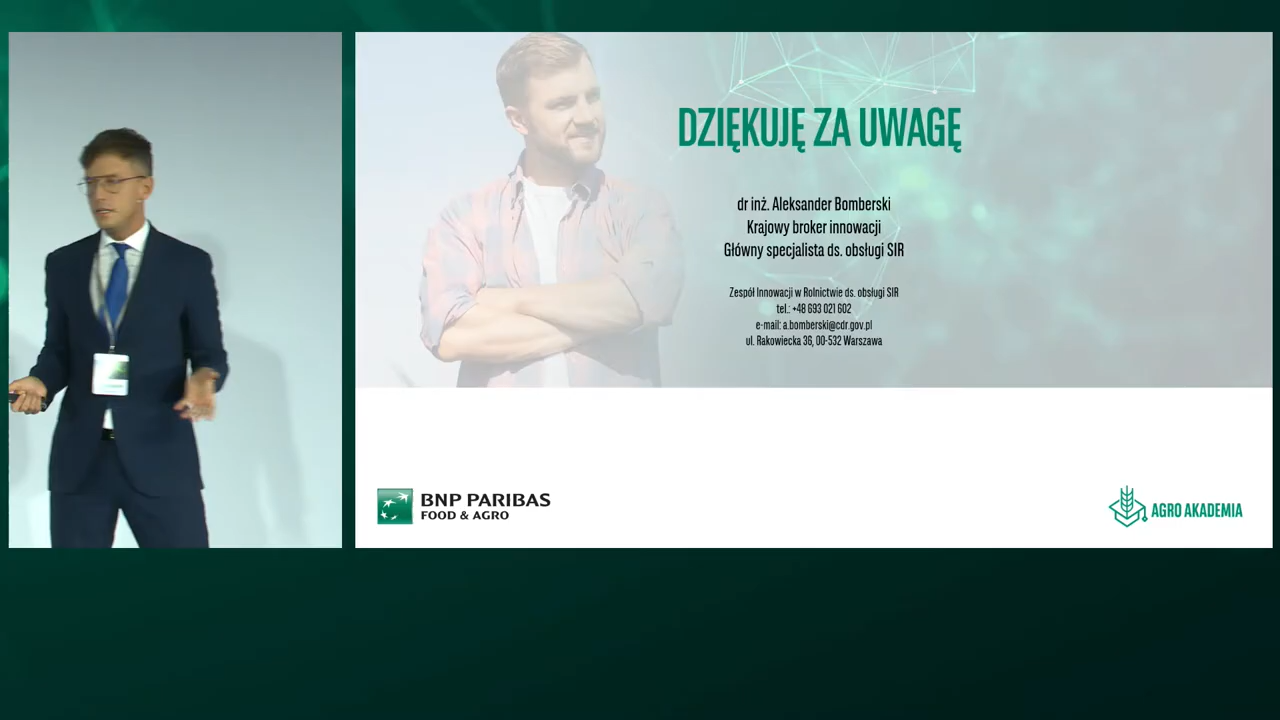 DZIĘKUJĘ ZA UWAGĘ
dr inż. Aleksander Bomberski
Krajowy broker innowacji
Główny specjalista ds. obsługi SIR
Zespół Innowacji w Rolnictwie ds. obsługi SIR
tel.: +48 693 021 602
e-mail: a.bomberski@cdr.gov.pl
ul. Rakowiecka 36, 00-532 Warszawa
BNP PARIBAS
FOOD & AGRO
AGRO AKADEMIA